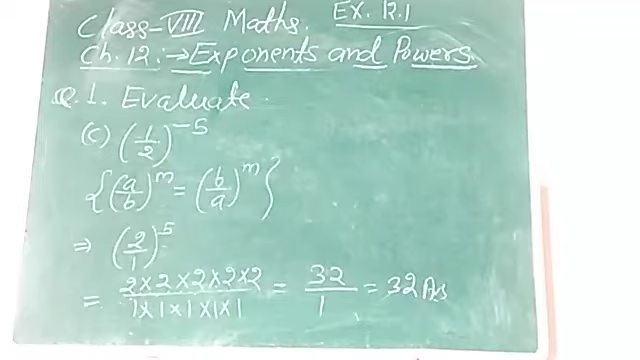 Class-VIII Maths. Ex. 12.1
Ch. 12:→Exponents and Powers.
Q.1. Evaluate.
(c) (1/2)^-5
{(a/b)^m = (b/a)^m}
⇒ (2/1)^5
= 2×2×2×2×2/1×1×1×1×1 = 32/1 = 32 Ans